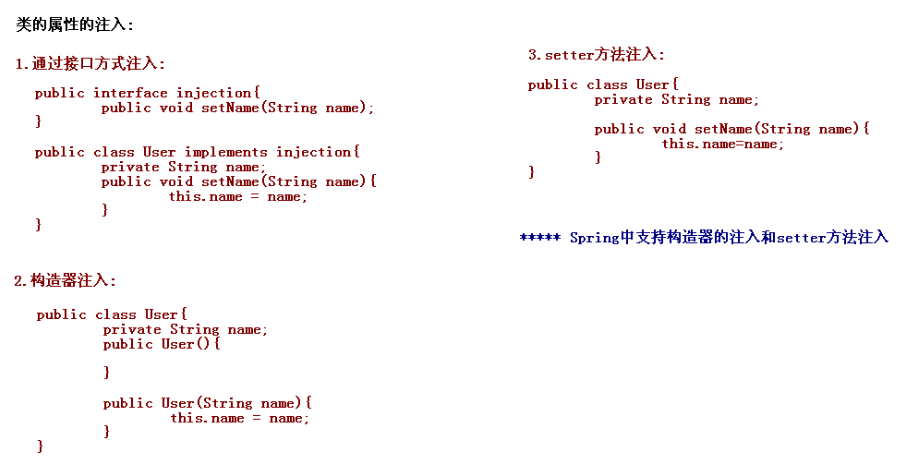 类的属性的注入:
1.通过接口方式注入:
public interface injection{
public void setName(String name);
}
public class User implements injection{
private String name;
public void setName(String name){
this.name = name;
}
}
2.构造器注入:
public class User{
private String name;
public User(){
}
public User(String name){
this.name = name;
}
}
3.setter方法注入:
public class User{
private String name;
public void setName(String name){
this.name=name;
}
}
***** Spring中支持构造器的注入和setter方法注入